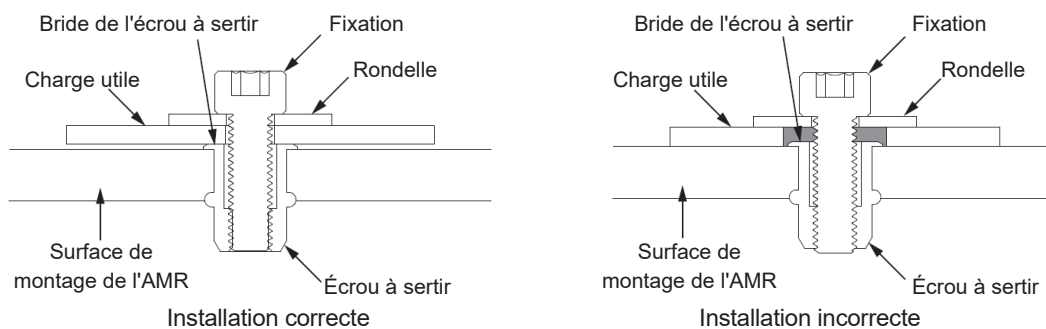 Bride de l'écrou à sertir
Fixation
Charge utile
Rondelle
Surface de
montage de l'AMR
Écrou à sertir
Installation correcte
Bride de l'écrou à sertir
Fixation
Charge utile
Rondelle
Surface de
montage de l'AMR
Écrou à sertir
Installation incorrecte